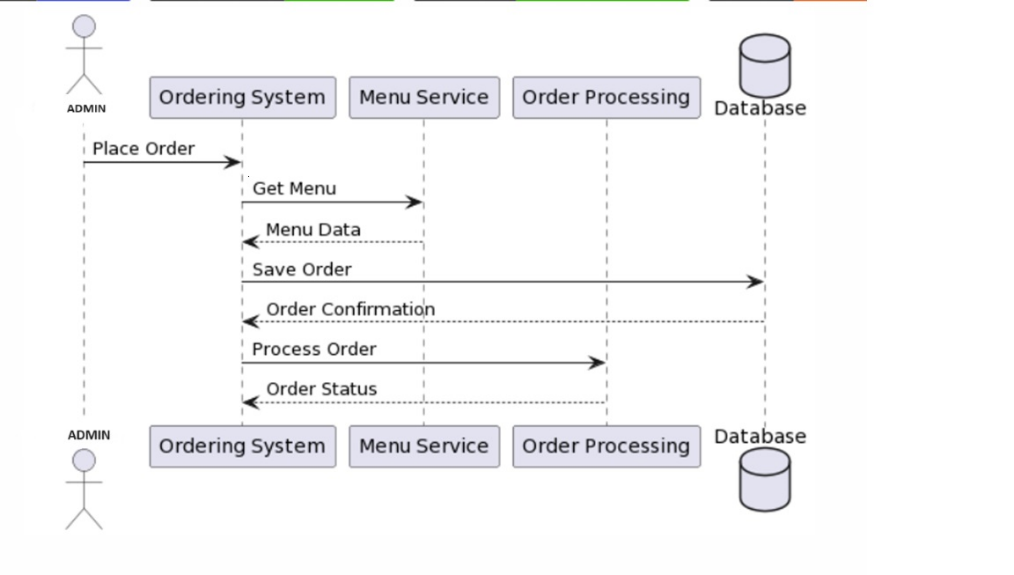 ADMIN
Ordering System
Menu Service
Order Processing
Database
Place Order
Get Menu
Menu Data
Save Order
Order Confirmation
Process Order
Order Status
ADMIN
Ordering System
Menu Service
Order Processing
Database